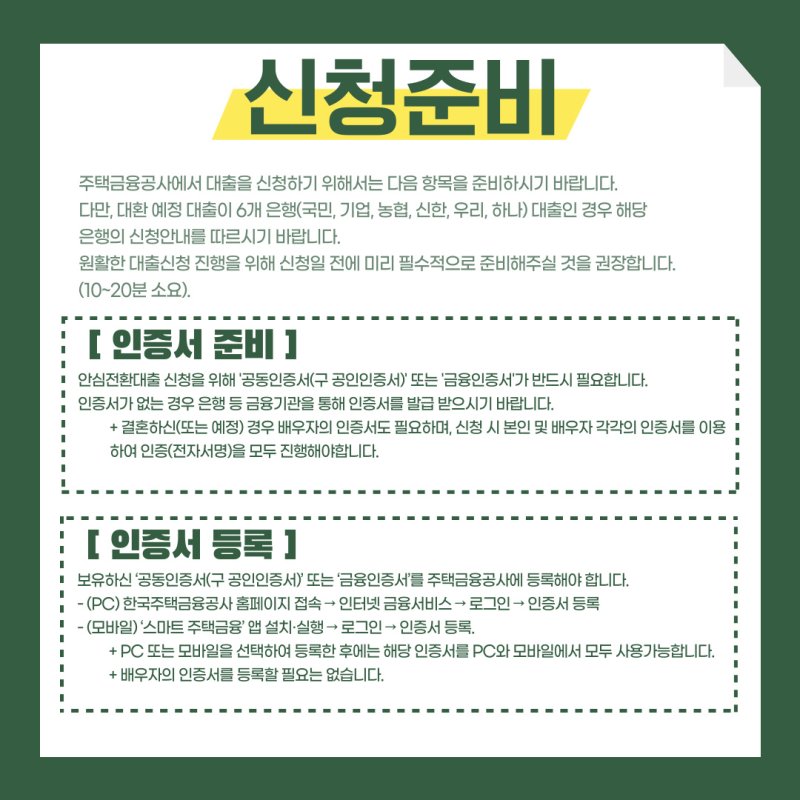 신청준비
주택금융공사에서 대출을 신청하기 위해서는 다음 항목을 준비하시기 바랍니다.
다만, 대환 예정 대출이 6개 은행(국민, 기업, 농협, 신한, 우리, 하나) 대출인 경우 해당
은행의 신청안내를 따르시기 바랍니다.
원활한 대출신청 진행을 위해 신청일 전에 미리 필수적으로 준비해주실 것을 권장합니다.
(10~20분 소요).
[ 인증서 준비 ]
안심전환대출 신청을 위해 '공동인증서(구 공인인증서)' 또는 '금융인증서'가 반드시 필요합니다.
인증서가 없는 경우 은행 등 금융기관을 통해 인증서를 발급 받으시기 바랍니다.
+ 결혼하신(또는 예정) 경우 배우자의 인증서도 필요하며, 신청 시 본인 및 배우자 각각의 인증서를 이용
하여 인증(전자서명)을 모두 진행해야합니다.
[ 인증서 등록 ]
보유하신 '공동인증서(구 공인인증서)' 또는 '금융인증서'를 주택금융공사에 등록해야 합니다.
- (PC) 한국주택금융공사 홈페이지 접속 → 인터넷 금융서비스 → 로그인 → 인증서 등록
- (모바일) '스마트 주택금융' 앱 설치·실행 → 로그인 → 인증서 등록.
+ PC 또는 모바일을 선택하여 등록한 후에는 해당 인증서를 PC와 모바일에서 모두 사용가능합니다.
+ 배우자의 인증서를 등록할 필요는 없습니다.